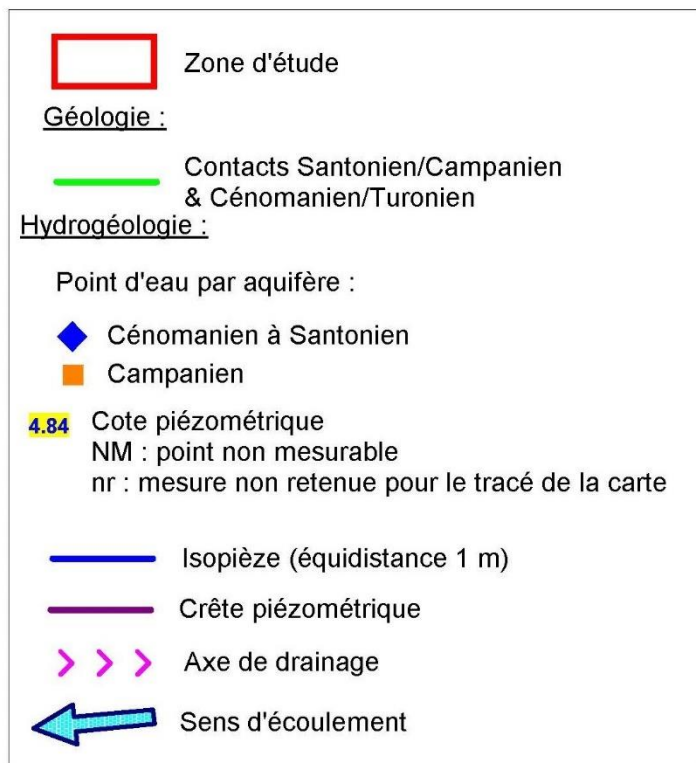 Zone d'étude
Géologie :
Contacts Santonien/Campanien
& Cénomanien/Turonien
Hydrogéologie :
Point d'eau par aquifère :
Cénomanien à Santonien
Campanien
4.84 Cote piézométrique
NM : point non mesurable
nr : mesure non retenue pour le tracé de la carte
Isopièze (équidistance 1 m)
Crête piézométrique
Axe de drainage
Sens d'écoulement